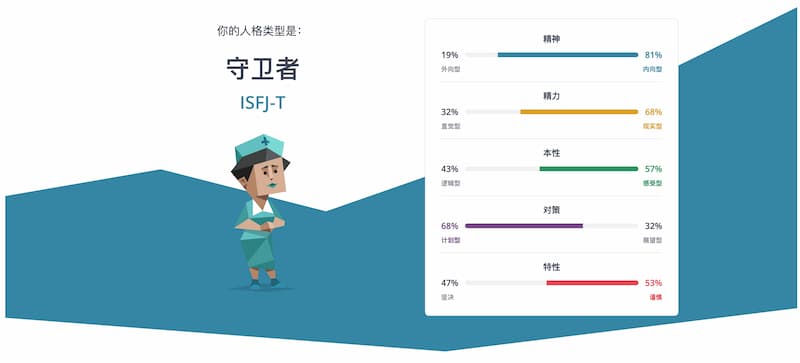 你的人格类型是：
守卫者
ISFJ-T
精神
19% 81%
外向型 内向型
精力
32% 68%
直觉型 现实型
本性
43% 57%
逻辑型 感受型
对策
68% 32%
计划型 展望型
特性
47% 53%
坚决 谨慎